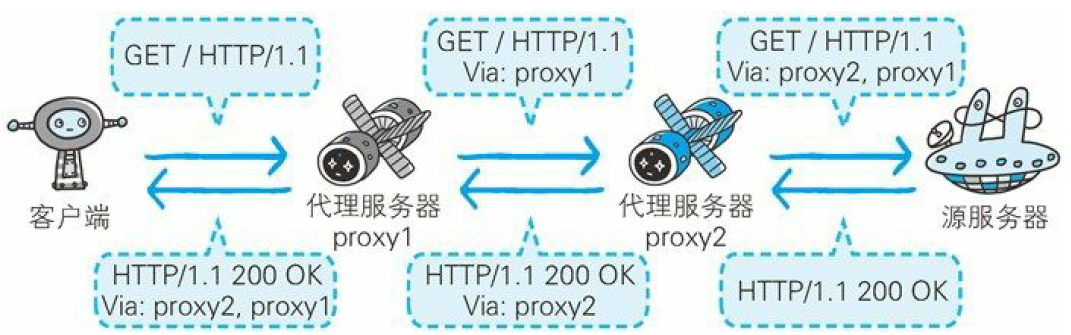 GET / HTTP/1.1
GET / HTTP/1.1
Via: proxy1
GET / HTTP/1.1
Via: proxy2, proxy1
客户端
代理服务器
proxy1
代理服务器
proxy2
源服务器
HTTP/1.1 200 OK
Via: proxy2, proxy1
HTTP/1.1 200 OK
Via: proxy2
HTTP/1.1 200 OK